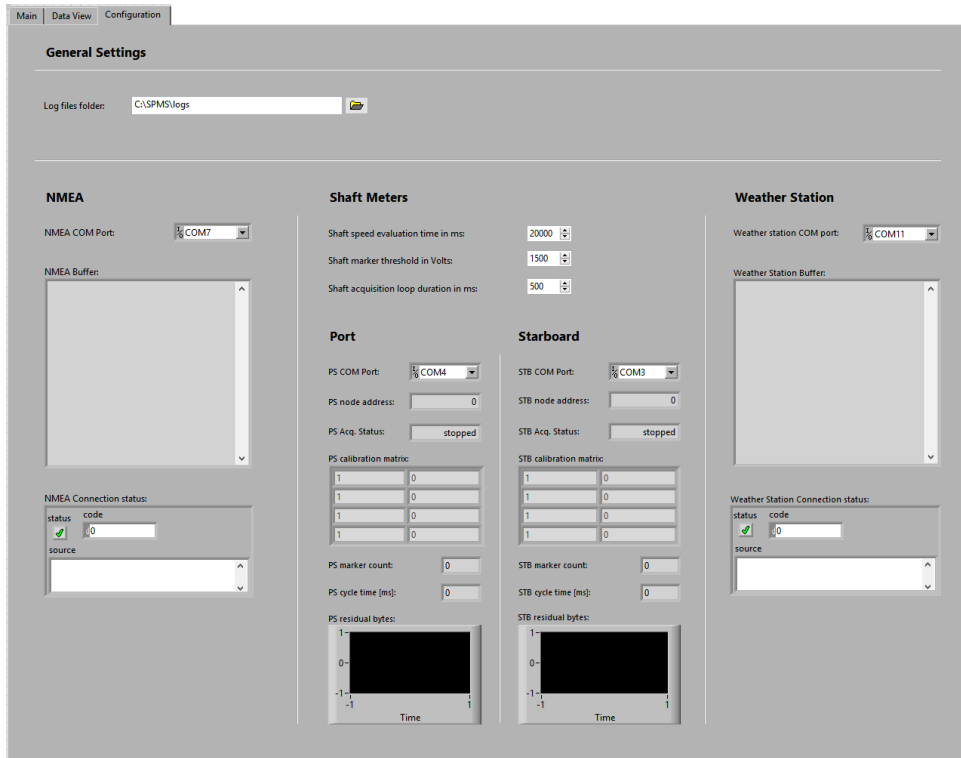 Main Data View Configuration
General Settings
Log files folder: C:\SPMS\logs
NMEA
NMEA COM Port: COM7
NMEA Buffer:
NMEA Connection status:
status code
0
source
Shaft Meters
Shaft speed evaluation time in ms: 20000
Shaft marker threshold in Volts: 1500
Shaft acquisition loop duration in ms: 500
Port
PS COM Port: COM4
PS node address: 0
PS Acq. Status: stopped
PS calibration matrix:
1 0
1 0
1 0
1 0
PS marker count: 0
PS cycle time [ms]: 0
PS residual bytes:
1
0
-1
-1 1
Time
Starboard
STB COM Port: COM3
STB node address: 0
STB Acq. Status: stopped
STB calibration matrix:
1 0
1 0
1 0
1 0
STB marker count: 0
STB cycle time [ms]: 0
STB residual bytes:
1
0
-1
-1 1
Time
Weather Station
Weather station COM port: COM11
Weather Station Buffer:
Weather Station Connection status:
status code
0
source